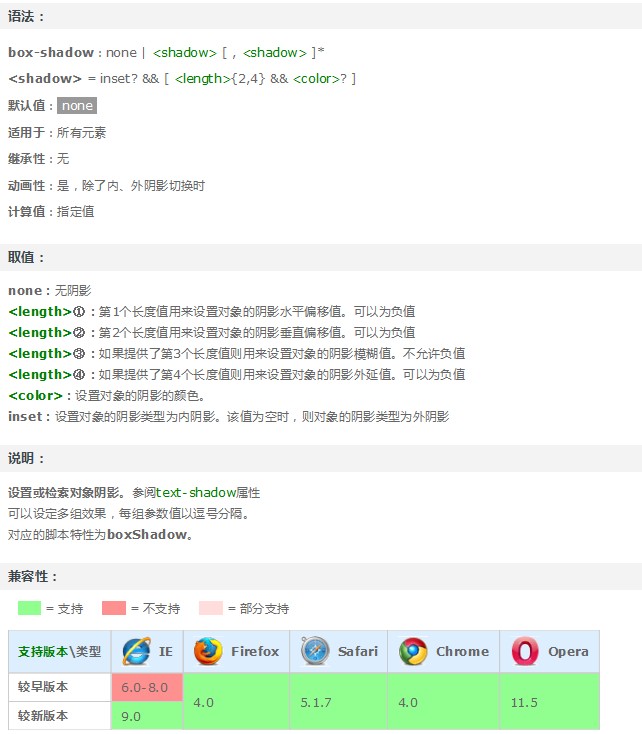 语法：
box-shadow：none | <shadow> [ , <shadow> ]*
<shadow> = inset? && [ <length>{2,4} && <color>? ]
默认值：none
适用于：所有元素
继承性：无
动画性：是，除了内、外阴影切换时
计算值：指定值
取值：
none：无阴影
<length>①：第1个长度值用来设置对象的阴影水平偏移值。可以为负值
<length>②：第2个长度值用来设置对象的阴影垂直偏移值。可以为负值
<length>③：如果提供了第3个长度值则用来设置对象的阴影模糊值。不允许负值
<length>④：如果提供了第4个长度值则用来设置对象的阴影外延值。可以为负值
<color>：设置对象的阴影的颜色。
inset：设置对象的阴影类型为内阴影。该值为空时，则对象的阴影类型为外阴影
说明：
设置或检索对象阴影。参阅text-shadow属性
可以设定多组效果，每组参数值以逗号分隔。
对应的脚本特性为boxShadow。
兼容性：
= 支持 = 不支持 = 部分支持
支持版本\类型 IE Firefox Safari Chrome Opera
较早版本 6.0-8.0 4.0 5.1.7 4.0 11.5
较新版本 9.0